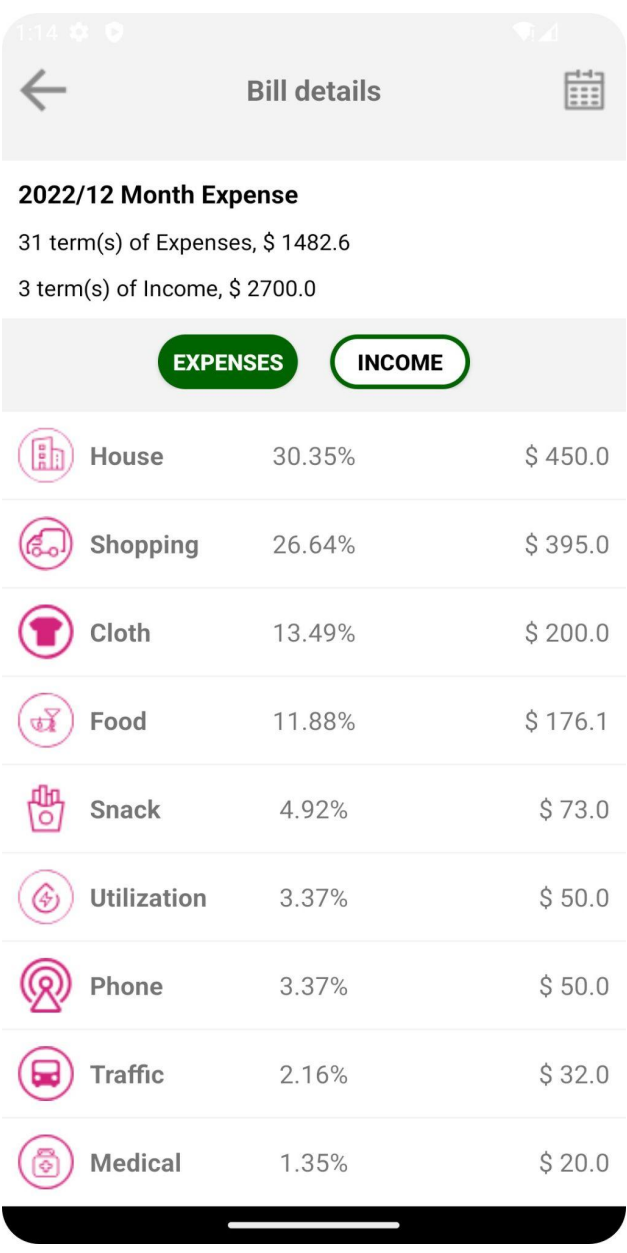 1:14
Bill details
2022/12 Month Expense
31 term(s) of Expenses, $ 1482.6
3 term(s) of Income, $ 2700.0
EXPENSES INCOME
House 30.35% $ 450.0
Shopping 26.64% $ 395.0
Cloth 13.49% $ 200.0
Food 11.88% $ 176.1
Snack 4.92% $ 73.0
Utilization 3.37% $ 50.0
Phone 3.37% $ 50.0
Traffic 2.16% $ 32.0
Medical 1.35% $ 20.0